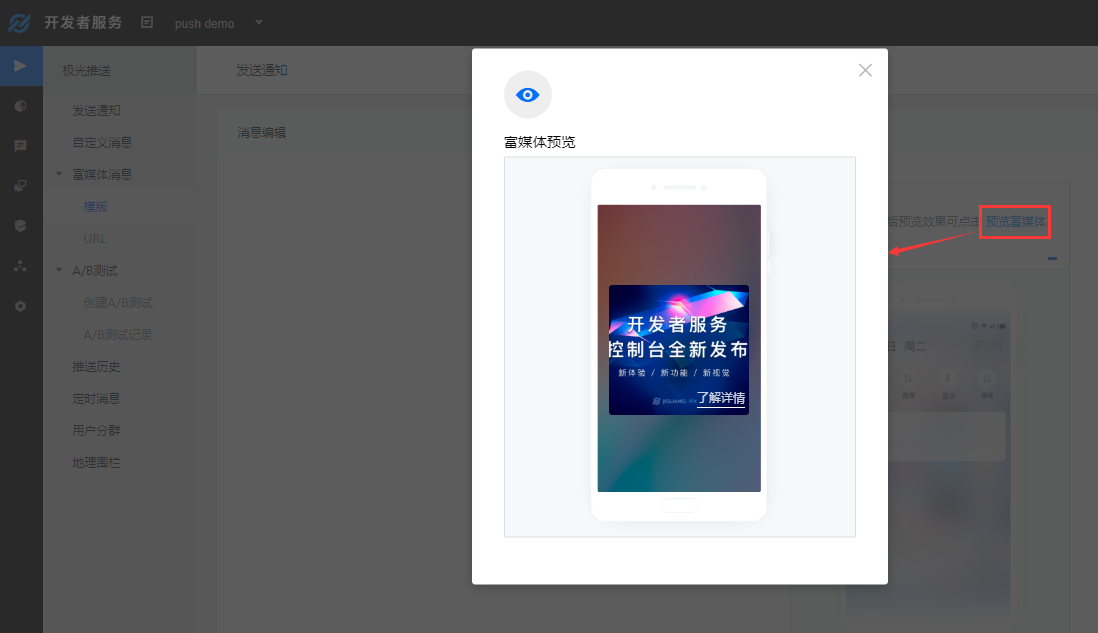 开发者服务
push demo
极光推送
发送通知
自定义消息
富媒体消息
模版
URL
A/B测试
创建A/B测试
A/B测试记录
推送历史
定时消息
用户分群
地理围栏
发送通知
消息编辑
富媒体预览
开发者服务
控制台全新发布
新体验 / 新功能 / 新视觉
了解详情
后预览效果可点击 预览富媒体
日 周二
蓝牙